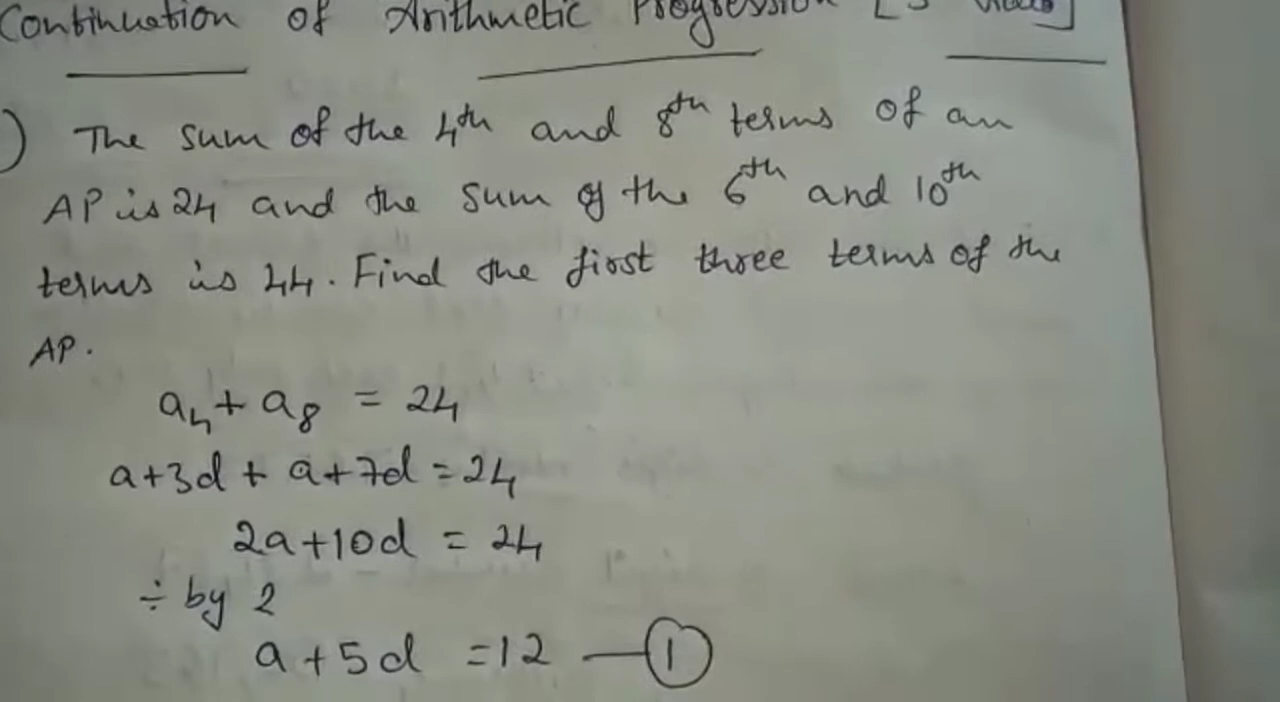 Continuation of Arithmetic Progression [3
) The sum of the 4th and 8th terms of an
AP is 24 and the sum of the 6th and 10th
terms is 44. Find the first three terms of the
AP.
a4 + a8 = 24
a+3d + a+7d = 24
2a+10d = 24
÷ by 2
a + 5d = 12 — 1